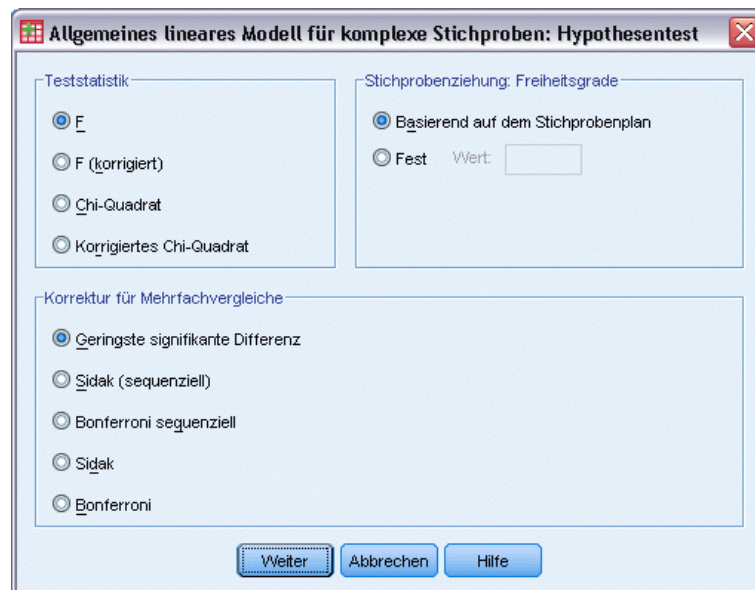 Allgemeines lineares Modell für komplexe Stichproben: Hypothesentest
Teststatistik
F
F (korrigiert)
Chi-Quadrat
Korrigiertes Chi-Quadrat
Stichprobenziehung: Freiheitsgrade
Basierend auf dem Stichprobenplan
Fest Wert:
Korrektur für Mehrfachvergleiche
Geringste signifikante Differenz
Sidak (sequenziell)
Bonferroni sequenziell
Sidak
Bonferroni
Weiter Abbrechen Hilfe